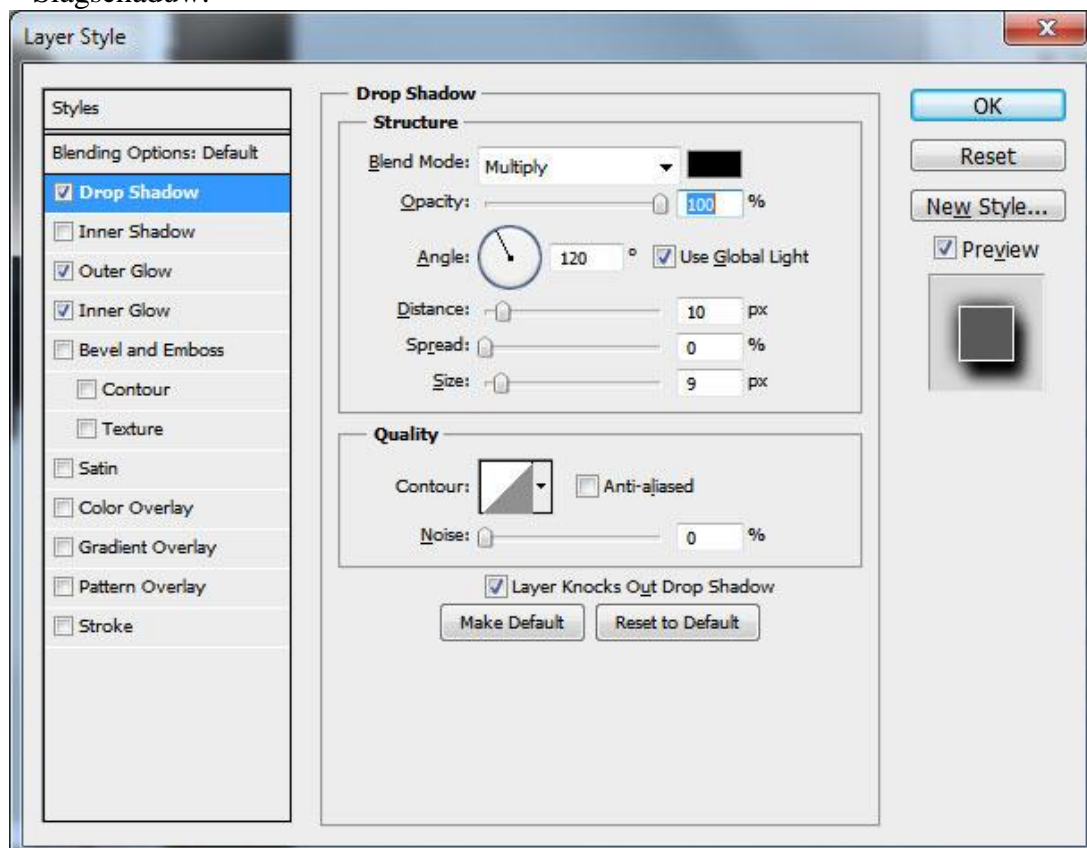 Slagschaduw:
Layer Style
Styles
Blending Options: Default
Drop Shadow
Inner Shadow
Outer Glow
Inner Glow
Bevel and Emboss
Contour
Texture
Satin
Color Overlay
Gradient Overlay
Pattern Overlay
Stroke
Drop Shadow
Structure
Blend Mode: Multiply
Opacity: 100 %
Angle: 120 ° Use Global Light
Distance: 10 px
Spread: 0 %
Size: 9 px
Quality
Contour: Anti-aliased
Noise: 0 %
Layer Knocks Out Drop Shadow
Make Default Reset to Default
OK
Reset
New Style...
Preview